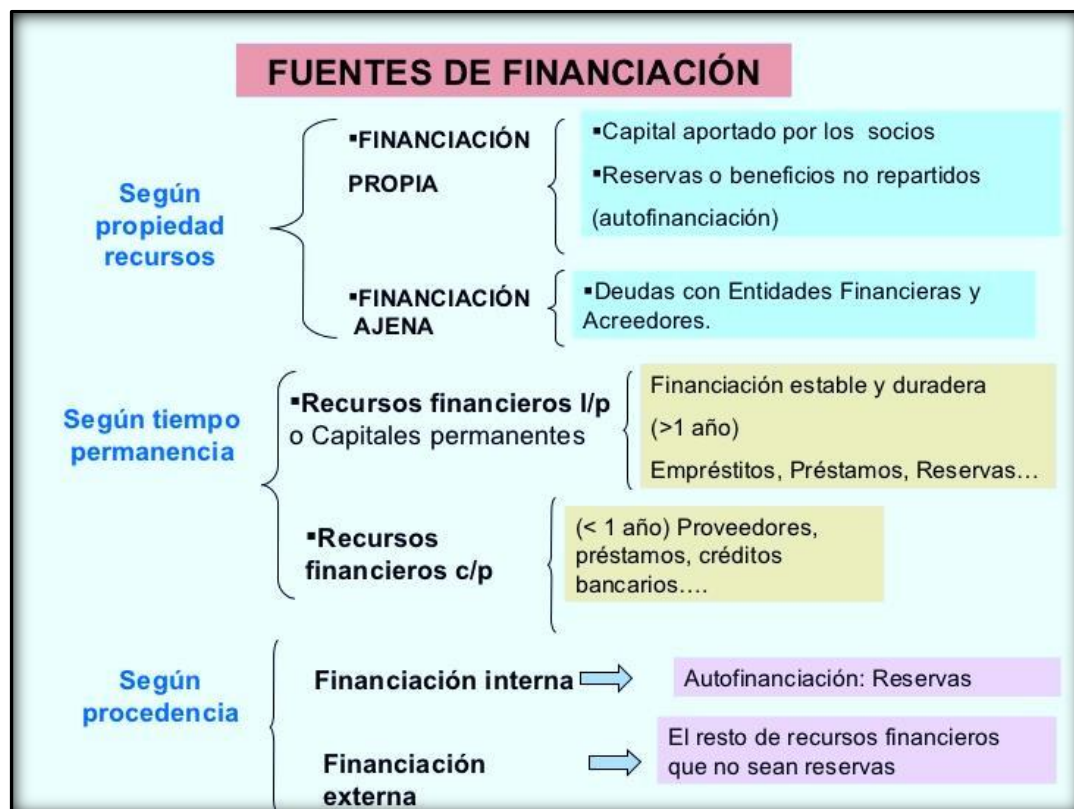 FUENTES DE FINANCIACIÓN
Según
propiedad
recursos
▪FINANCIACIÓN
PROPIA
▪Capital aportado por los socios
▪Reservas o beneficios no repartidos
(autofinanciación)
▪FINANCIACIÓN
AJENA
▪Deudas con Entidades Financieras y
Acreedores.
Según tiempo
permanencia
▪Recursos financieros l/p
o Capitales permanentes
Financiación estable y duradera
(>1 año)
Empréstitos, Préstamos, Reservas…
▪Recursos
financieros c/p
(< 1 año) Proveedores,
préstamos, créditos
bancarios….
Según
procedencia
Financiación interna
Autofinanciación: Reservas
Financiación
externa
El resto de recursos financieros
que no sean reservas